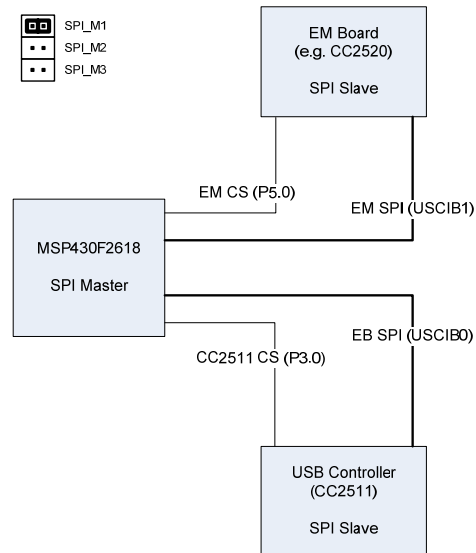 SPI_M1
SPI_M2
SPI_M3
EM Board
(e.g. CC2520)
SPI Slave
EM CS (P5.0)
EM SPI (USCIB1)
MSP430F2618
SPI Master
EB SPI (USCIB0)
CC2511 CS (P3.0)
USB Controller
(CC2511)
SPI Slave